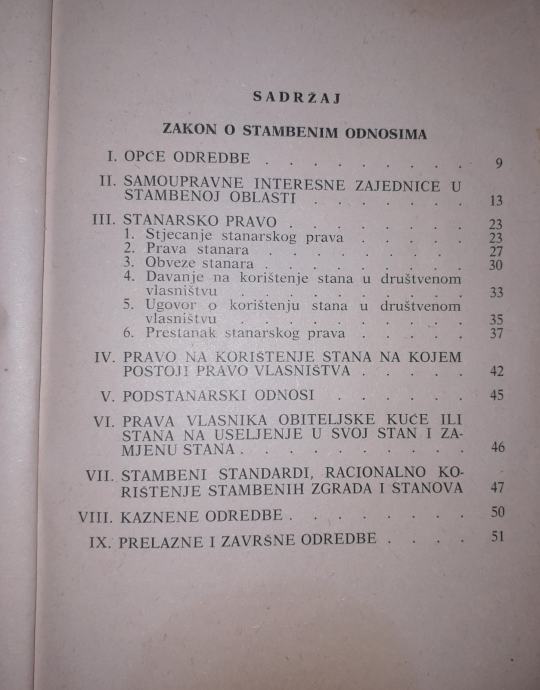 SADRŽAJ
ZAKON O STAMBENIM ODNOSIMA
I. OPĆE ODREDBE . . . . . . . . 9
II. SAMOUPRAVNE INTERESNE ZAJEDNICE U
STAMBENOJ OBLASTI . . . . . . 13
III. STANARSKO PRAVO . . . . . . . 23
1. Stjecanje stanarskog prava . . . . . 23
2. Prava stanara . . . . . . . . 27
3. Obveze stanara . . . . . . . . 30
4. Davanje na korištenje stana u društvenom
vlasništvu . . . . . . . . . 33
5. Ugovor o korištenju stana u društvenom
vlasništvu . . . . . . . . . 35
6. Prestanak stanarskog prava . . . . . 37
IV. PRAVO NA KORIŠTENJE STANA NA KOJEM
POSTOJI PRAVO VLASNIŠTVA . . . . . 42
V. PODSTANARSKI ODNOSI . . . . . . 45
VI. PRAVA VLASNIKA OBITELJSKE KUĆE ILI
STANA NA USELJENJE U SVOJ STAN I ZA-
MJENU STANA . . . . . . . . . 46
VII. STAMBENI STANDARDI, RACIONALNO KO-
RIŠTENJE STAMBENIH ZGRADA I STANOVA 47
VIII. KAZNENE ODREDBE . . . . . . . 50
IX. PRELAZNE I ZAVRŠNE ODREDBE . . . . 51